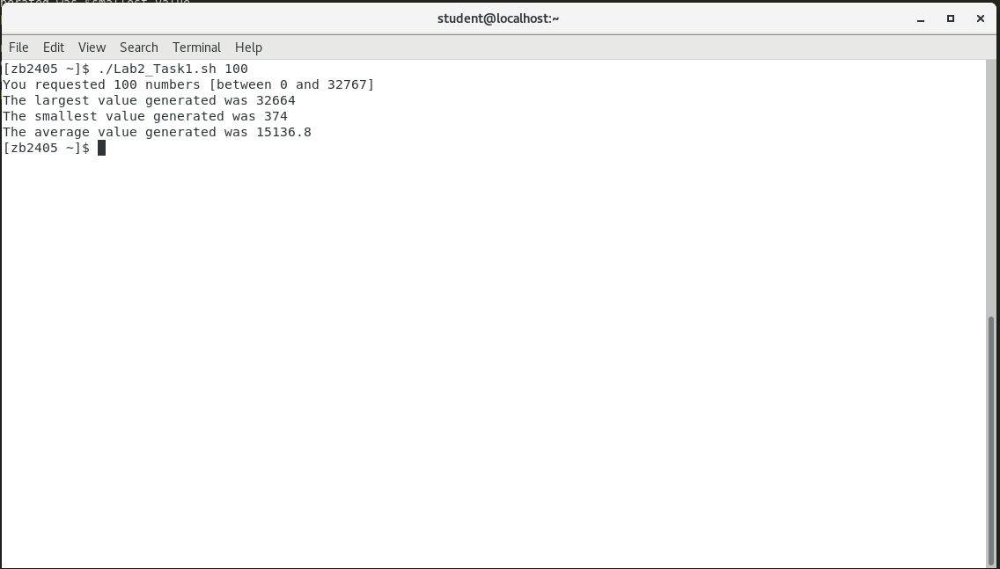 student@localhost:~
File Edit View Search Terminal Help
[zb2405 ~]$ ./Lab2_Task1.sh 100
You requested 100 numbers [between 0 and 32767]
The largest value generated was 32664
The smallest value generated was 374
The average value generated was 15136.8
[zb2405 ~]$